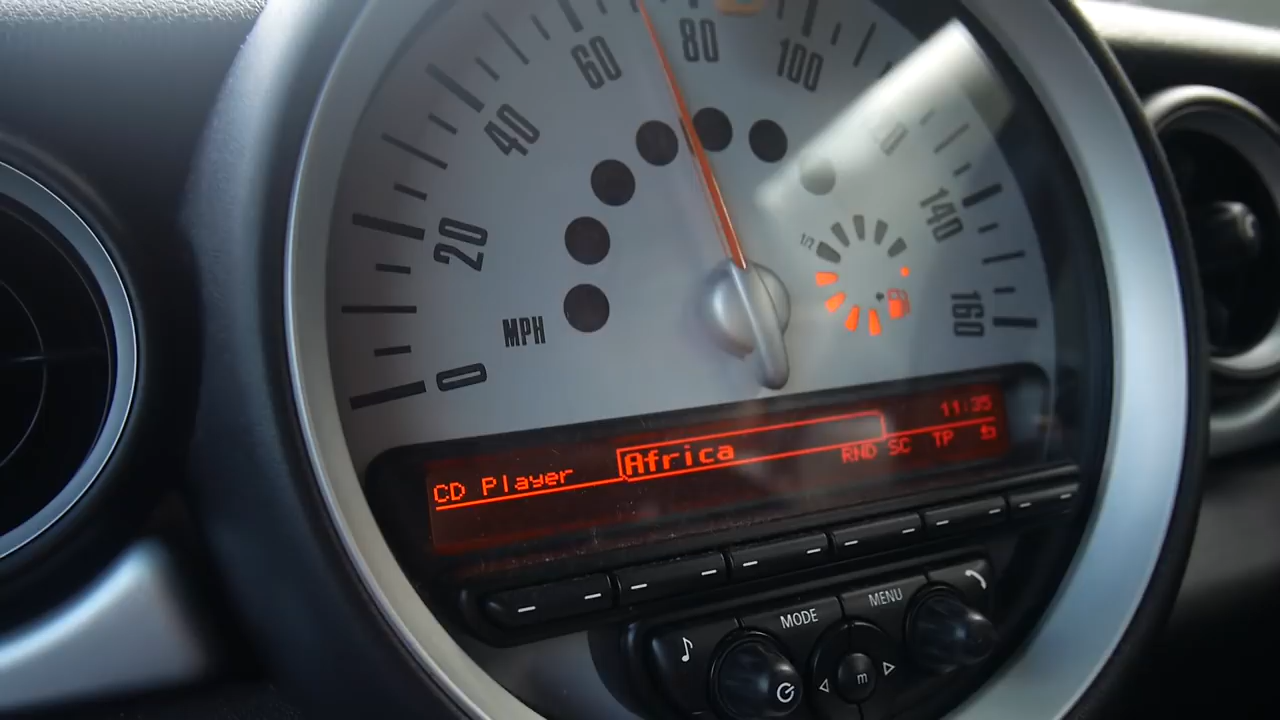 60
80
100
40
20
140
160
0
MPH
1/2
11:35
CD Player
Africa
RND SC TP
MODE
MENU
m